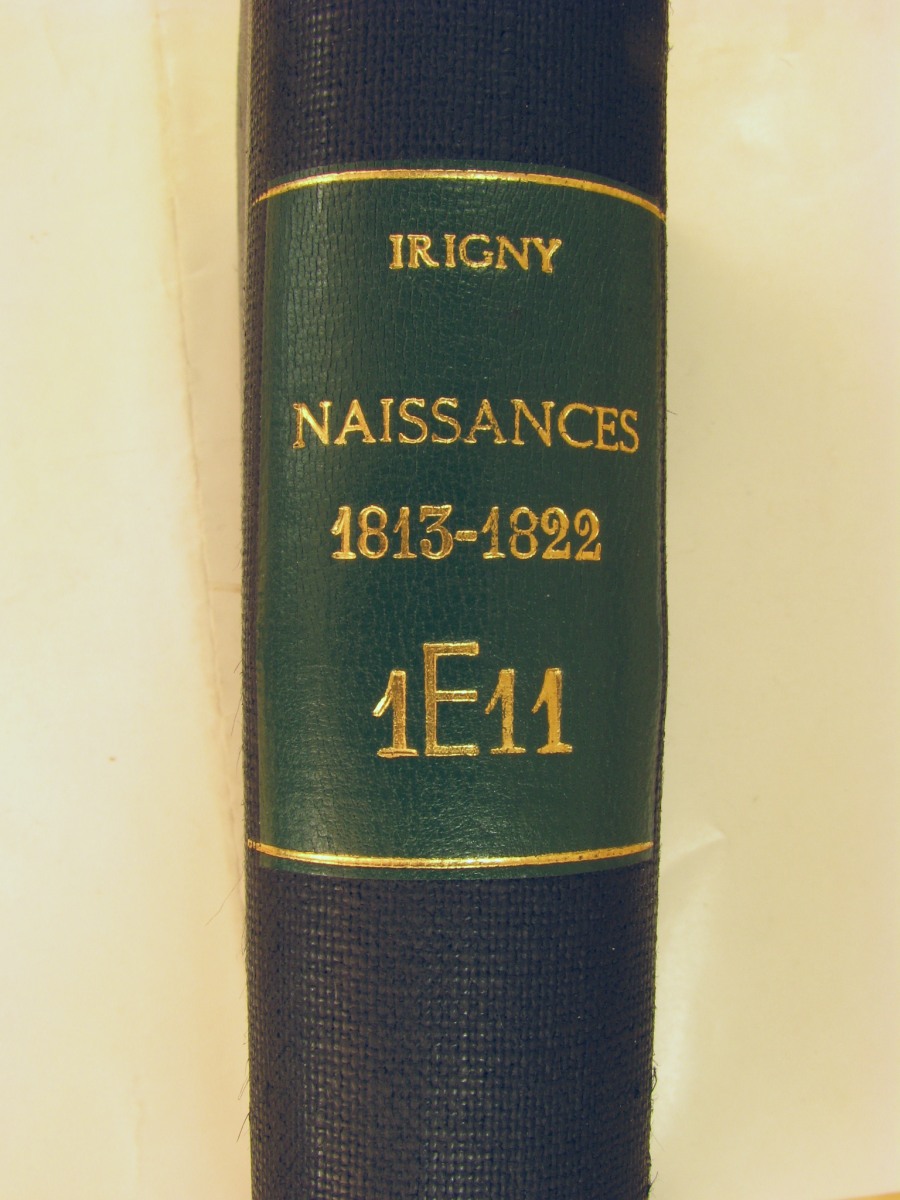 IRIGNY
NAISSANCES
1813-1822
1E11